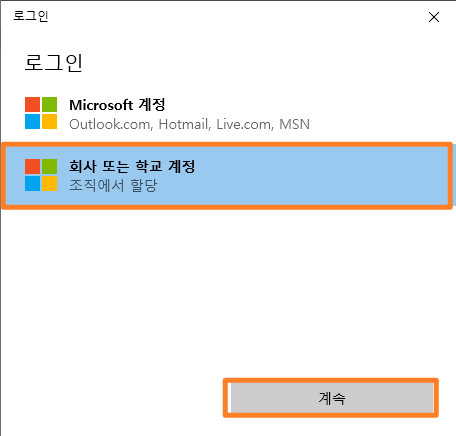 로그인
로그인
Microsoft 계정
Outlook.com, Hotmail, Live.com, MSN
회사 또는 학교 계정
조직에서 할당
계속